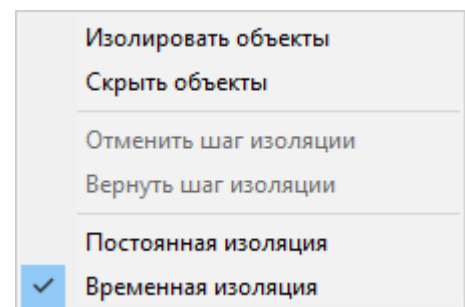 Изолировать объекты
Скрыть объекты
Отменить шаг изоляции
Вернуть шаг изоляции
Постоянная изоляция
Временная изоляция